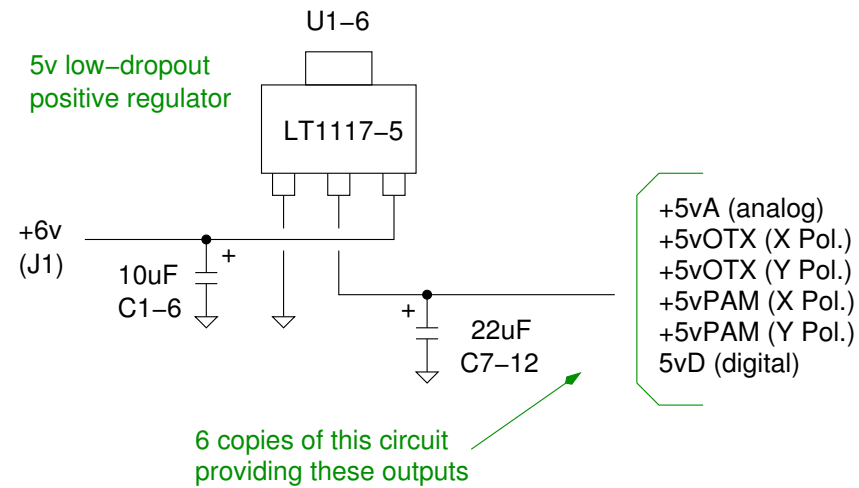 U1−6
5v low−dropout
positive regulator
LT1117−5
+6v
(J1)
+
10uF
C1−6
+
22uF
C7−12
+5vA (analog)
+5vOTX (X Pol.)
+5vOTX (Y Pol.)
+5vPAM (X Pol.)
+5vPAM (Y Pol.)
5vD (digital)
6 copies of this circuit
providing these outputs